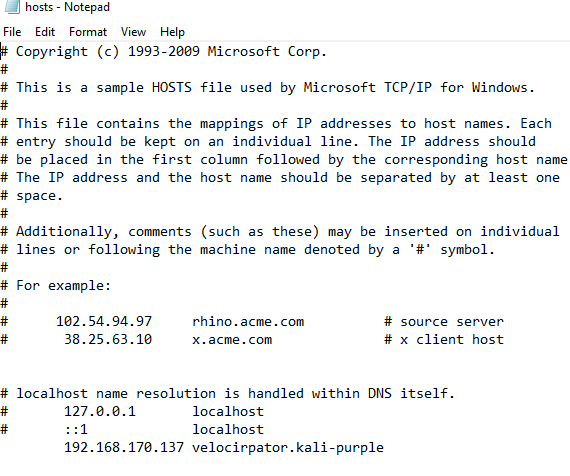 hosts - Notepad
File Edit Format View Help
# Copyright (c) 1993-2009 Microsoft Corp.
#
# This is a sample HOSTS file used by Microsoft TCP/IP for Windows.
#
# This file contains the mappings of IP addresses to host names. Each
# entry should be kept on an individual line. The IP address should
# be placed in the first column followed by the corresponding host name
# The IP address and the host name should be separated by at least one
# space.
#
# Additionally, comments (such as these) may be inserted on individual
# lines or following the machine name denoted by a '#' symbol.
#
# For example:
#
#      102.54.94.97     rhino.acme.com          # source server
#       38.25.63.10     x.acme.com              # x client host
# localhost name resolution is handled within DNS itself.
#       127.0.0.1       localhost
#       ::1             localhost
        192.168.170.137 velocirpator.kali-purple